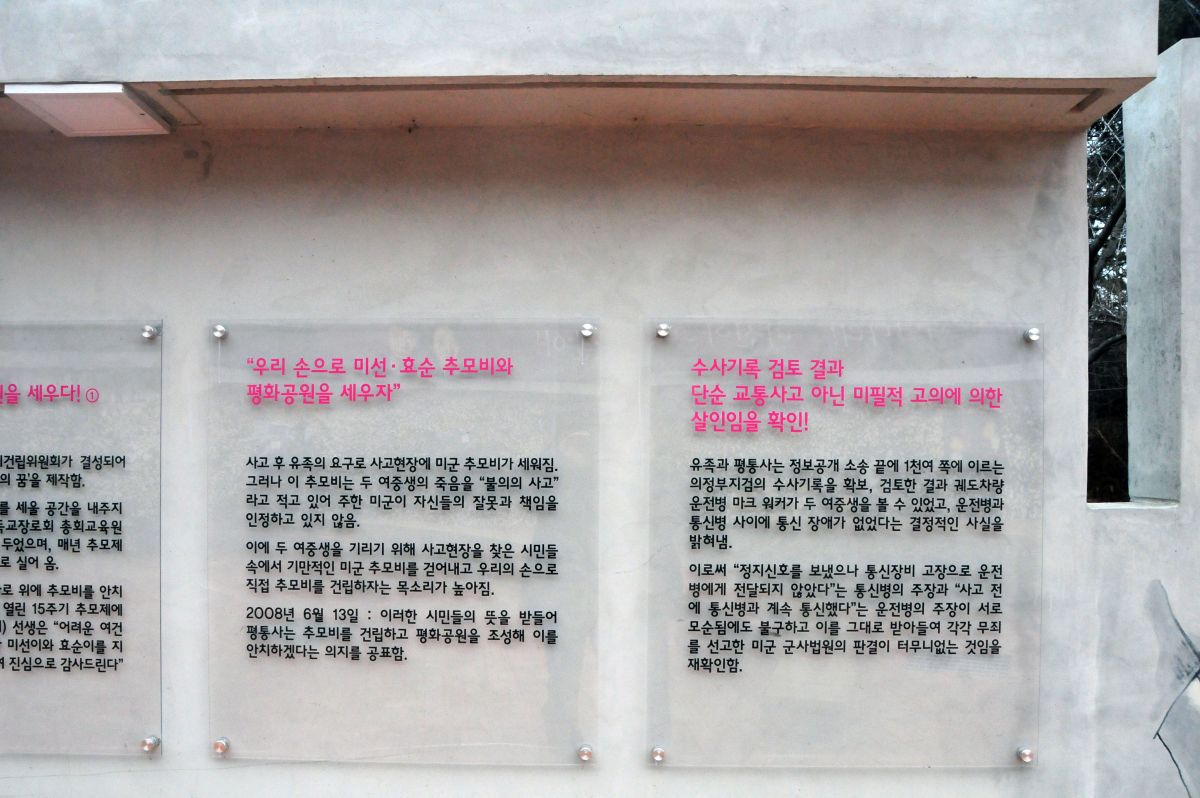 을 세우다! ①
건립위원회가 결성되어
의 꿈'을 제작함.
를 세울 공간을 내주지
독교장로회 총회교육원
두었으며, 매년 추모제
로 실어 옴.
로 위에 추모비를 안치
열린 15주기 추모제에
) 선생은 “어려운 여건
미선이와 효순이를 지
여 진심으로 감사드린다”
“우리 손으로 미선·효순 추모비와
평화공원을 세우자”
사고 후 유족의 요구로 사고현장에 미군 추모비가 세워짐.
그러나 이 추모비는 두 여중생의 죽음을 “불의의 사고”
라고 적고 있어 주한 미군이 자신들의 잘못과 책임을
인정하고 있지 않음.
이에 두 여중생을 기리기 위해 사고현장을 찾은 시민들
속에서 기만적인 미군 추모비를 걷어내고 우리의 손으로
직접 추모비를 건립하자는 목소리가 높아짐.
2008년 6월 13일 : 이러한 시민들의 뜻을 받들어
평통사는 추모비를 건립하고 평화공원을 조성해 이를
안치하겠다는 의지를 공표함.
수사기록 검토 결과
단순 교통사고 아닌 미필적 고의에 의한
살인임을 확인!
유족과 평통사는 정보공개 소송 끝에 1천여 쪽에 이르는
의정부지검의 수사기록을 확보, 검토한 결과 궤도차량
운전병 마크 워커가 두 여중생을 볼 수 있었고, 운전병과
통신병 사이에 통신 장애가 없었다는 결정적인 사실을
밝혀냄.
이로써 “정지신호를 보냈으나 통신장비 고장으로 운전
병에게 전달되지 않았다”는 통신병의 주장과 “사고 전
에 통신병과 계속 통신했다”는 운전병의 주장이 서로
모순됨에도 불구하고 이를 그대로 받아들여 각각 무죄
를 선고한 미군 군사법원의 판결이 터무니없는 것임을
재확인함.